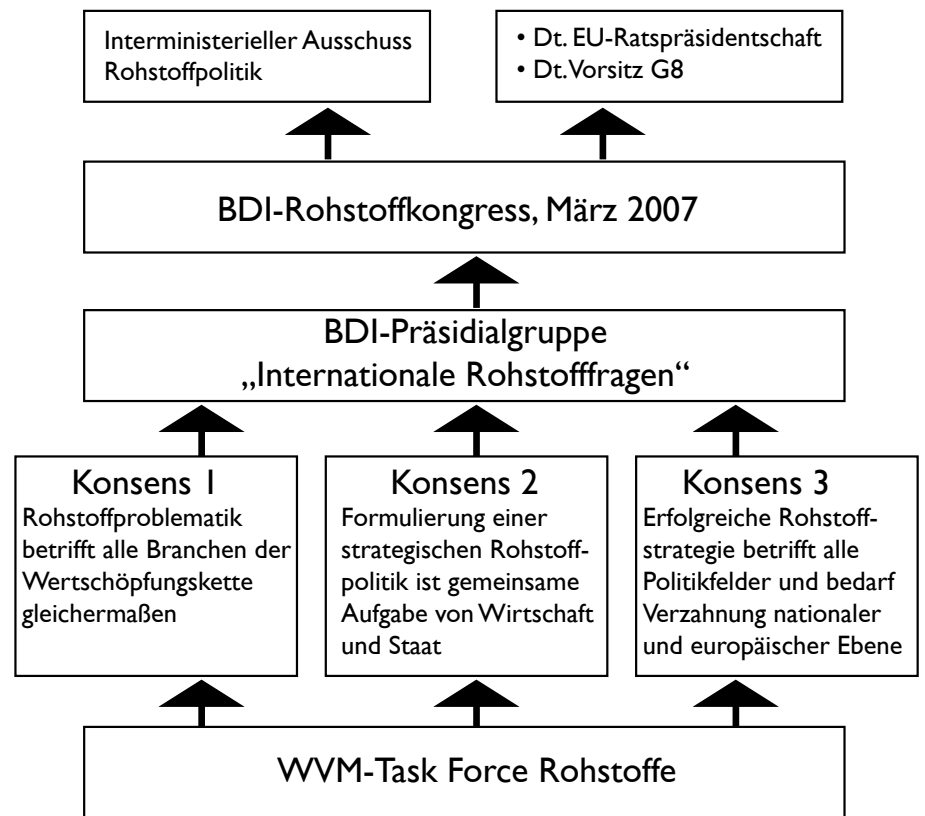 Interministerieller Ausschuss
Rohstoffpolitik
• Dt. EU-Ratspräsidentschaft
• Dt. Vorsitz G8
BDI-Rohstoffkongress, März 2007
BDI-Präsidialgruppe
„Internationale Rohstofffragen“
Konsens 1
Rohstoffproblematik
betrifft alle Branchen der
Wertschöpfungskette
gleichermaßen
Konsens 2
Formulierung einer
strategischen Rohstoff-
politik ist gemeinsame
Aufgabe von Wirtschaft
und Staat
Konsens 3
Erfolgreiche Rohstoff-
strategie betrifft alle
Politikfelder und bedarf
Verzahnung nationaler
und europäischer Ebene
WVM-Task Force Rohstoffe